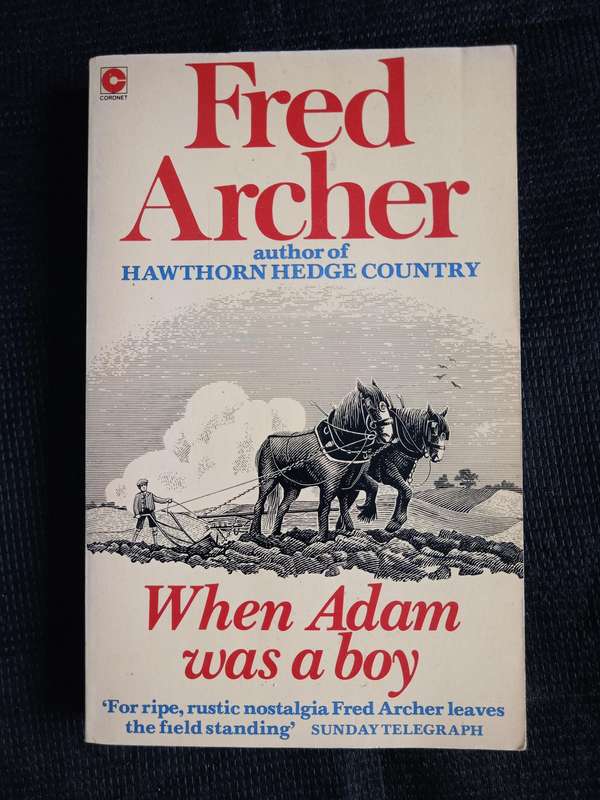 CORONET
Fred
Archer
author of
HAWTHORN HEDGE COUNTRY
When Adam
was a boy
‘For ripe, rustic nostalgia Fred Archer leaves
the field standing’ SUNDAY TELEGRAPH